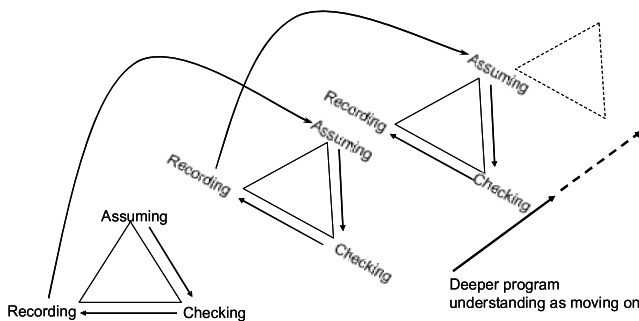 Assuming
Recording
Checking
Assuming
Recording
Checking
Assuming
Recording
Checking
Deeper program
understanding as moving on